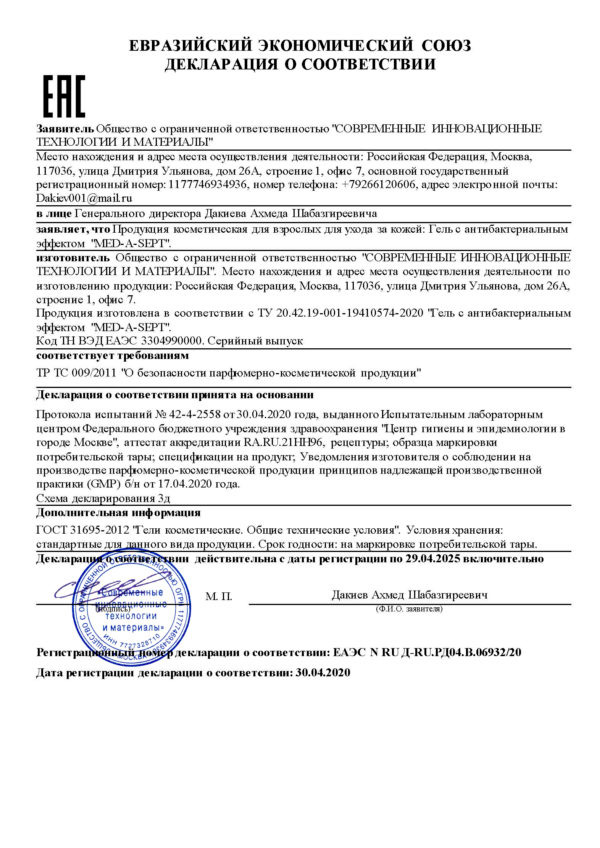 ЕВРАЗИЙСКИЙ ЭКОНОМИЧЕСКИЙ СОЮЗ
ДЕКЛАРАЦИЯ О СООТВЕТСТВИИ
EAC
Заявитель Общество с ограниченной ответственностью "СОВРЕМЕННЫЕ ИННОВАЦИОННЫЕ
ТЕХНОЛОГИИ И МАТЕРИАЛЫ"
Место нахождения и адрес места осуществления деятельности: Российская Федерация, Москва,
117036, улица Дмитрия Ульянова, дом 26А, строение 1, офис 7, основной государственный
регистрационный номер: 1177746934936, номер телефона: +79266120606, адрес электронной почты:
Dakiev001@mail.ru
в лице Генерального директора Дакиева Ахмеда Шабазгиреевича
заявляет, что Продукция косметическая для взрослых для ухода за кожей: Гель с антибактериальным
эффектом "MED-A-SEPT".
изготовитель Общество с ограниченной ответственностью "СОВРЕМЕННЫЕ ИННОВАЦИОННЫЕ
ТЕХНОЛОГИИ И МАТЕРИАЛЫ". Место нахождения и адрес места осуществления деятельности по
изготовлению продукции: Российская Федерация, Москва, 117036, улица Дмитрия Ульянова, дом 26А,
строение 1, офис 7.
Продукция изготовлена в соответствии с ТУ 20.42.19-001-19410574-2020 "Гель с антибактериальным
эффектом "MED-A-SEPT".
Код ТН ВЭД ЕАЭС 3304990000. Серийный выпуск
соответствует требованиям
ТР ТС 009/2011 "О безопасности парфюмерно-косметической продукции"
Декларация о соответствии принята на основании
Протокола испытаний № 42-4-2558 от 30.04.2020 года, выданного Испытательным лабораторным
центром Федерального бюджетного учреждения здравоохранения "Центр гигиены и эпидемиологии в
городе Москве", аттестат аккредитации RA.RU.21НН96, рецептуры; образца маркировки
потребительской тары; спецификации на продукт; Уведомления изготовителя о соблюдении на
производстве парфюмерно-косметической продукции принципов надлежащей производственной
практики (GMP) б/н от 17.04.2020 года.
Схема декларирования 3д
Дополнительная информация
ГОСТ 31695-2012 "Гели косметические. Общие технические условия". Условия хранения:
стандартные для данного вида продукции. Срок годности: на маркировке потребительской тары.
Декларация о соответствии действительна с даты регистрации по 29.04.2025 включительно
М. П.
Дакиев Ахмед Шабазгиреевич
(подпись)
(Ф.И.О. заявителя)
ОБЩЕСТВО С ОГРАНИЧЕННОЙ ОТВЕТСТВЕННОСТЬЮ ОГРН 1177746934936
«Современные
инновационные
технологии
и материалы»
ИНН 7727328710
МОСКВА
Регистрационный номер декларации о соответствии: ЕАЭС N RU Д-RU.РД04.В.06932/20
Дата регистрации декларации о соответствии: 30.04.2020